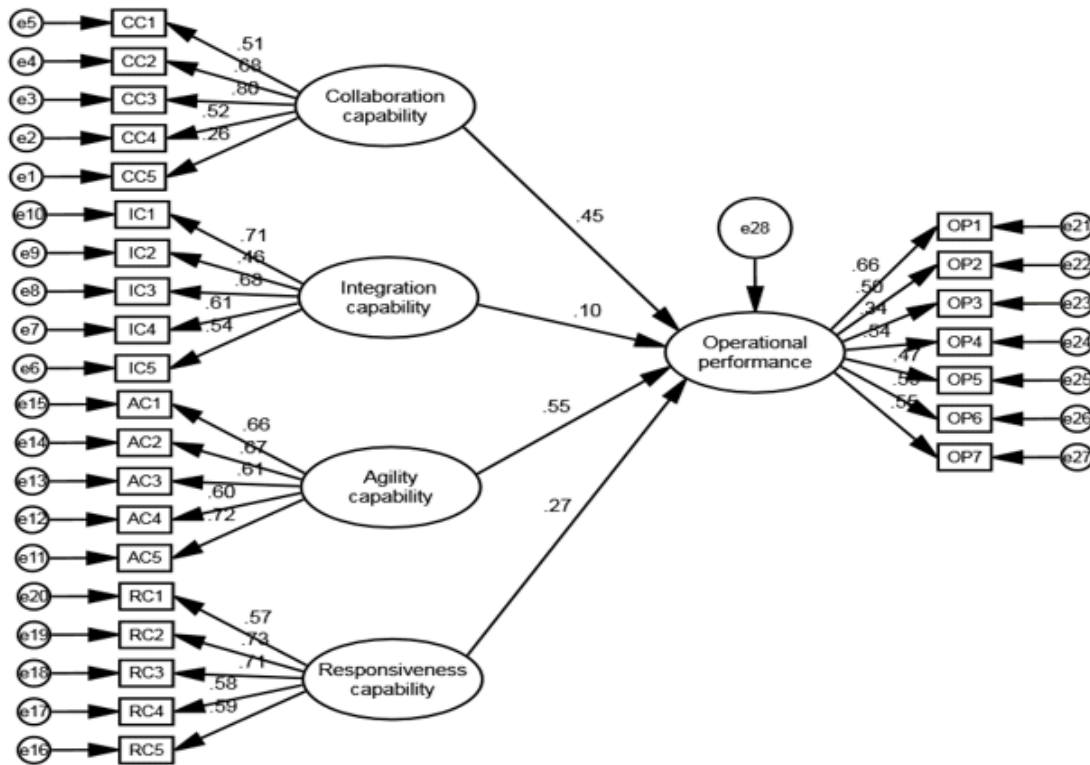 e5 CC1
.51
e4 CC2
.68
e3 CC3
.80
e2 CC4
.52
.26
e1 CC5
Collaboration
capability
e10 IC1
.71
e9 IC2
.46
e8 IC3
.68
e7 IC4
.61
.54
e6 IC5
Integration
capability
e15 AC1
.66
e14 AC2
.67
e13 AC3
.61
e12 AC4
.60
.72
e11 AC5
Agility
capability
e20 RC1
.57
e19 RC2
.73
e18 RC3
.71
e17 RC4
.58
.59
e16 RC5
Responsiveness
capability
.45
.10
.55
.27
e28
Operational
performance
.66
.50
.34
.54
.47
.55
OP1 e21
OP2 e22
OP3 e23
OP4 e24
OP5 e25
OP6 e26
OP7 e27